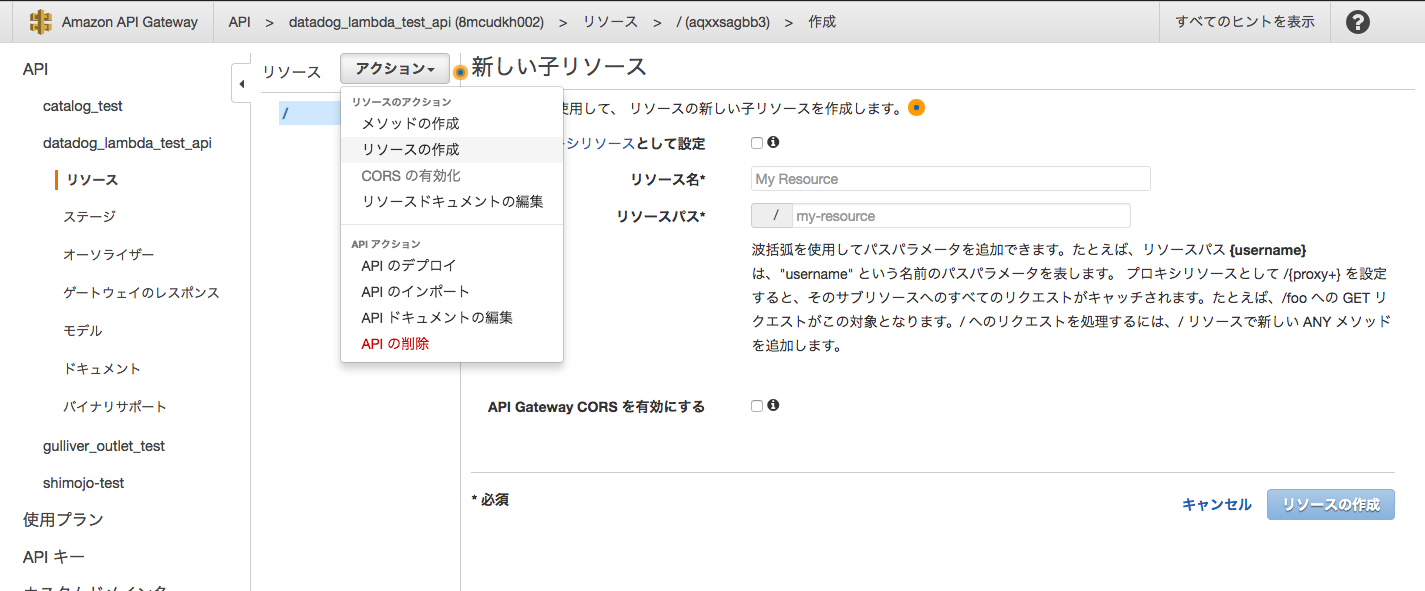 Amazon API Gateway
API > datadog_lambda_test_api (8mcudkh002) > リソース > / (aqxxsagbb3) > 作成
すべてのヒントを表示
?
API
catalog_test
datadog_lambda_test_api
リソース
ステージ
オーソライザー
ゲートウェイのレスポンス
モデル
ドキュメント
バイナリサポート
gulliver_outlet_test
shimojo-test
使用プラン
API キー
リソース
アクション
/
リソースのアクション
メソッドの作成
リソースの作成
CORS の有効化
リソースドキュメントの編集
API アクション
API のデプロイ
API のインポート
API ドキュメントの編集
API の削除
新しい子リソース
使用して、 リソースの新しい子リソースを作成します。
シリソースとして設定
リソース名*
My Resource
リソースパス*
/ my-resource
波括弧を使用してパスパラメータを追加できます。たとえば、リソースパス {username}
は、"username" という名前のパスパラメータを表します。 プロキシリソースとして /{proxy+} を設定
すると、そのサブリソースへのすべてのリクエストがキャッチされます。たとえば、/foo への GET リ
クエストがこの対象となります。/ へのリクエストを処理するには、/ リソースで新しい ANY メソッド
を追加します。
API Gateway CORS を有効にする
* 必須
キャンセル
リソースの作成